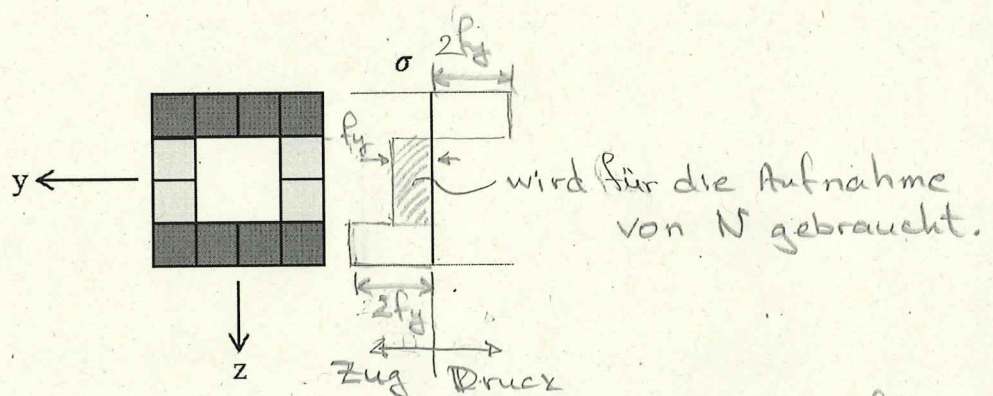 σ
2fy
fy
y
wird für die Aufnahme
von N gebraucht.
2fy
z
Zug Druck